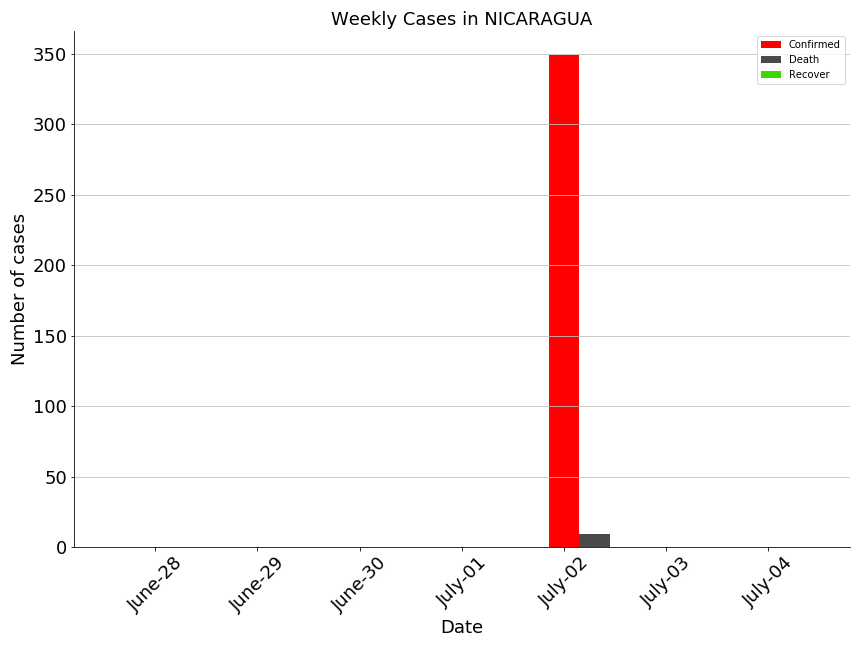 Weekly Cases in NICARAGUA
Confirmed
Death
Recover
Number of cases
350
300
250
200
150
100
50
0
June-28
June-29
June-30
July-01
July-02
July-03
July-04
Date